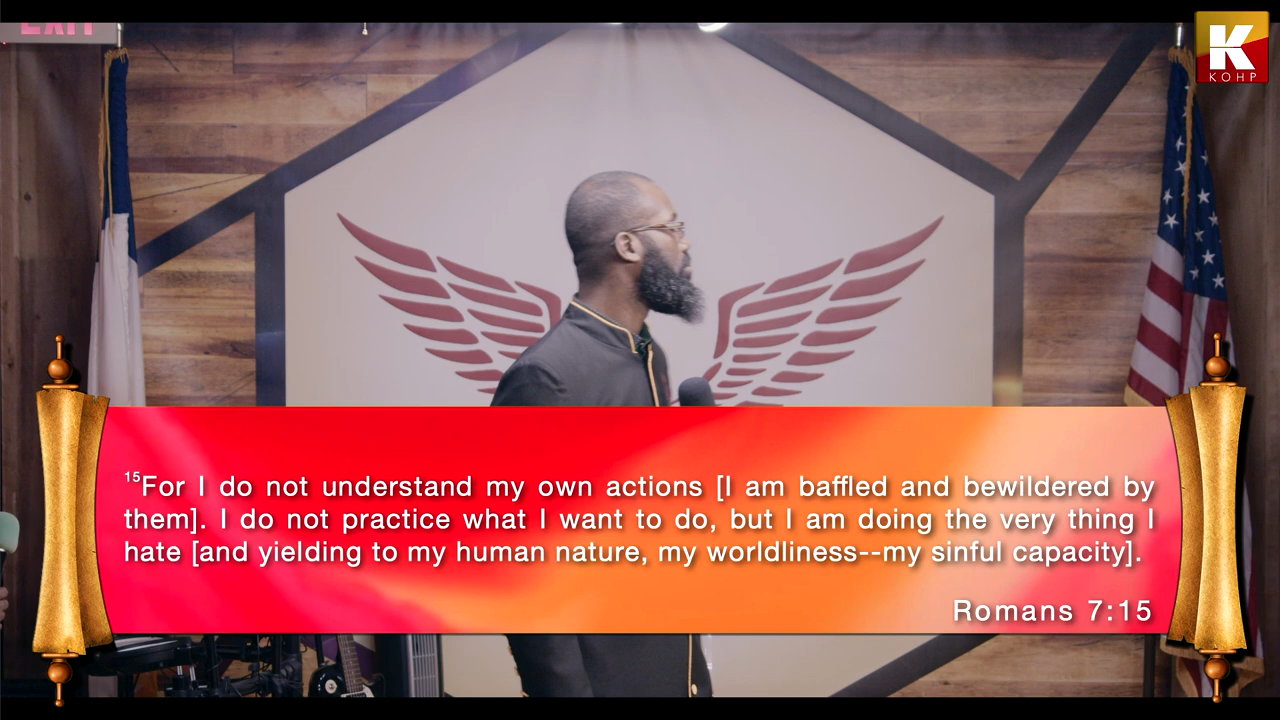 EXIT
K
KOHP
15For I do not understand my own actions [I am baffled and bewildered by
them]. I do not practice what I want to do, but I am doing the very thing I
hate [and yielding to my human nature, my worldliness--my sinful capacity].
Romans 7:15